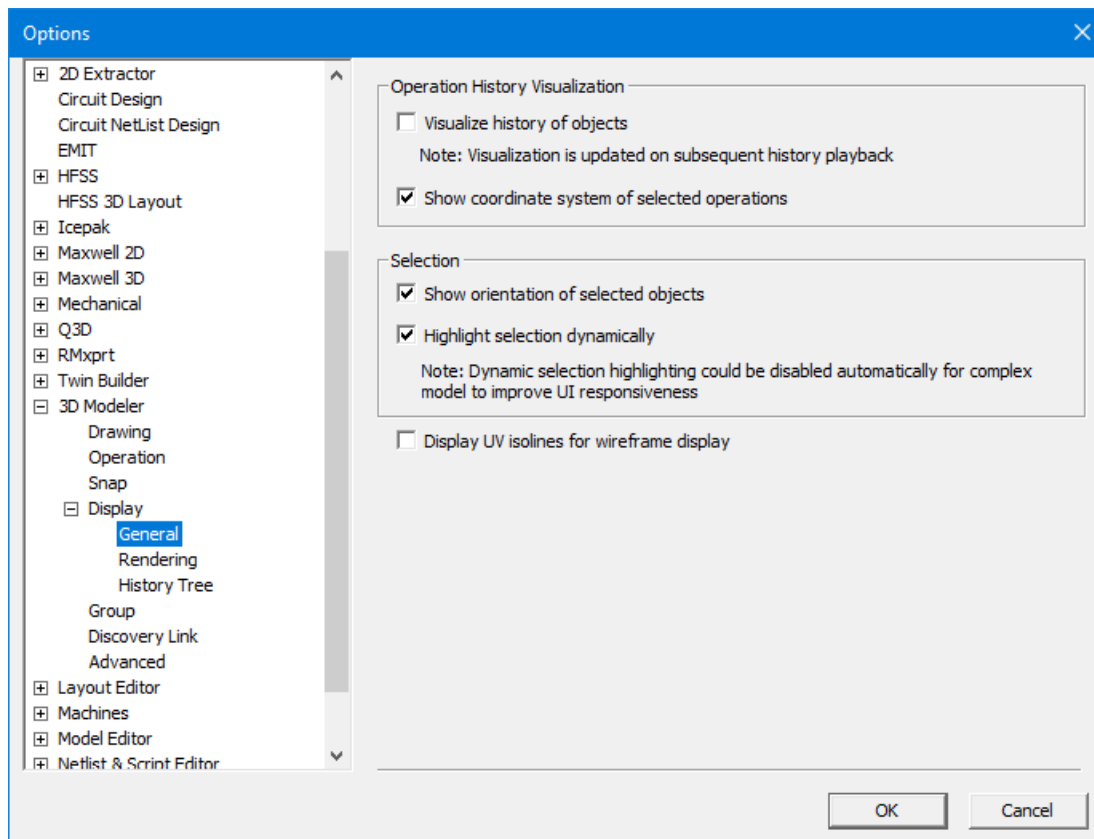 Options
2D Extractor
Circuit Design
Circuit NetList Design
EMIT
HFSS
HFSS 3D Layout
Icepak
Maxwell 2D
Maxwell 3D
Mechanical
Q3D
RMxprt
Twin Builder
3D Modeler
Drawing
Operation
Snap
Display
General
Rendering
History Tree
Group
Discovery Link
Advanced
Layout Editor
Machines
Model Editor
Netlist & Script Editor
Operation History Visualization
Visualize history of objects
Note: Visualization is updated on subsequent history playback
Show coordinate system of selected operations
Selection
Show orientation of selected objects
Highlight selection dynamically
Note: Dynamic selection highlighting could be disabled automatically for complex
model to improve UI responsiveness
Display UV isolines for wireframe display
OK
Cancel